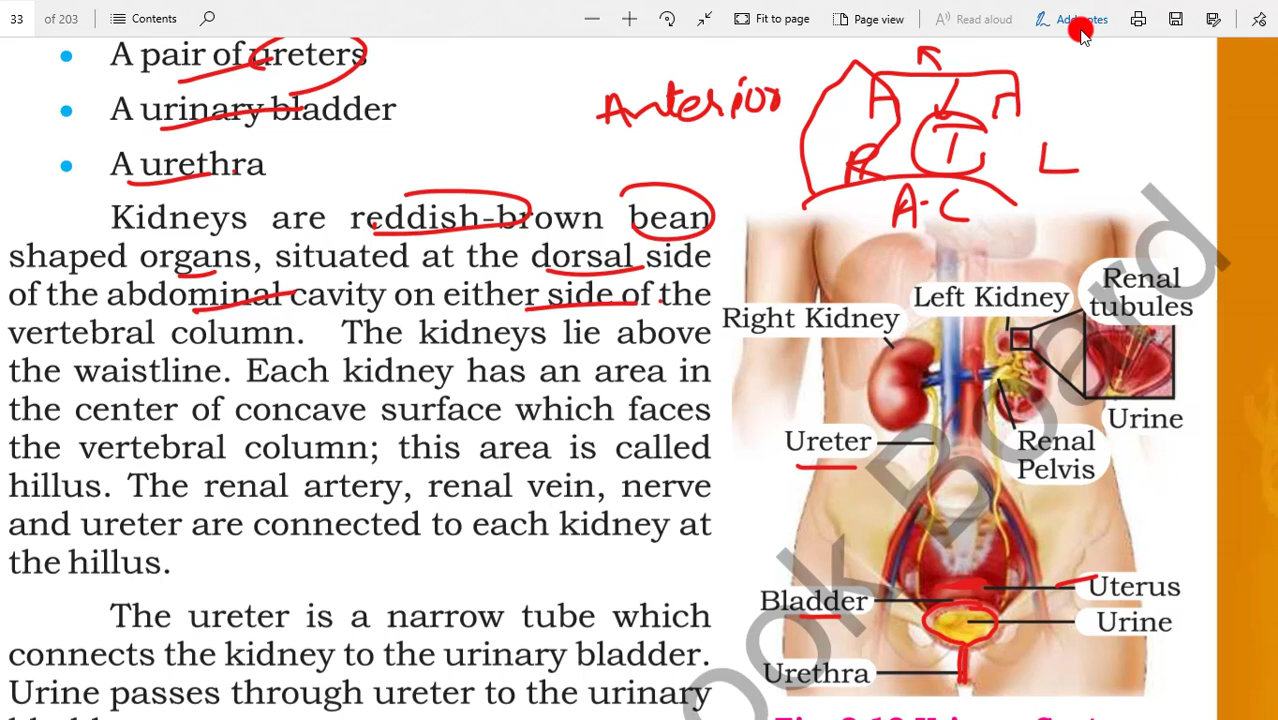 33 of 203 Contents Fit to page Page view Read aloud Add notes
A pair of ureters
A urinary bladder
A urethra
Kidneys are reddish-brown bean
shaped organs, situated at the dorsal side
of the abdominal cavity on either side of the
vertebral column. The kidneys lie above
the waistline. Each kidney has an area in
the center of concave surface which faces
the vertebral column; this area is called
hillus. The renal artery, renal vein, nerve
and ureter are connected to each kidney at
the hillus.
The ureter is a narrow tube which
connects the kidney to the urinary bladder.
Urine passes through ureter to the urinary
Anterior
A A
R I L
A-C
Renal
tubules
Left Kidney
Right Kidney
Urine
Ureter
Renal
Pelvis
Uterus
Bladder
Urine
Urethra
ook Board